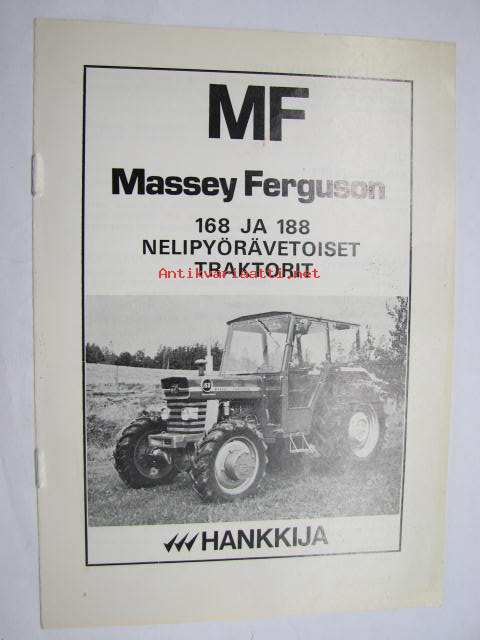 MF
Massey Ferguson
168 JA 188
NELIPYÖRÄVETOISET
TRAKTORIT
Antikvariaatti.net
HANKKIJA